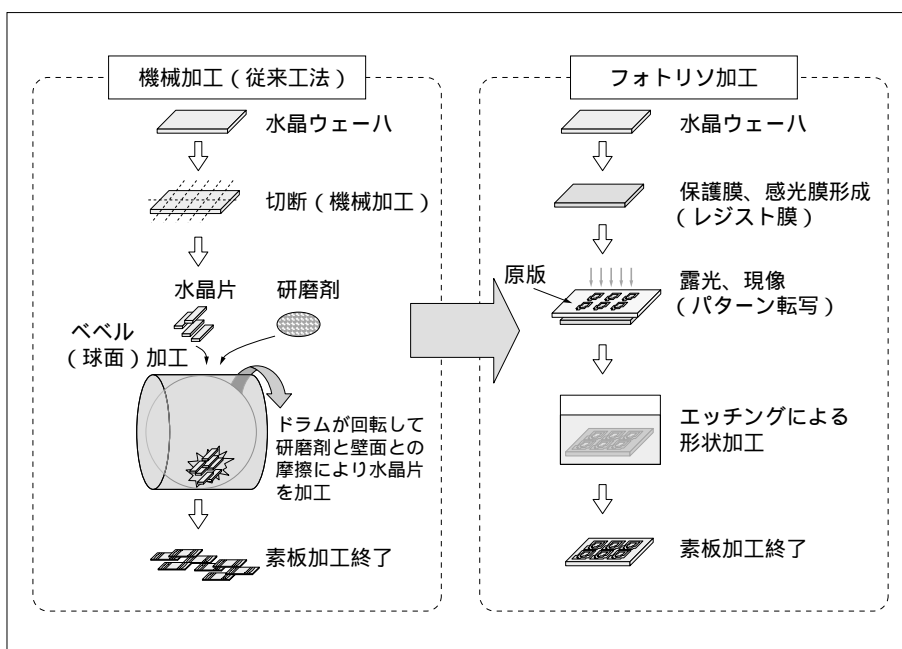 機械加工(従来工法)
水晶ウェーハ
切断(機械加工)
水晶片
研磨剤
ベベル
(球面)加工
ドラムが回転して
研磨剤と壁面との
摩擦により水晶片
を加工
素板加工終了
フォトリソ加工
水晶ウェーハ
保護膜、感光膜形成
(レジスト膜)
原版
露光、現像
(パターン転写)
エッチングによる
形状加工
素板加工終了